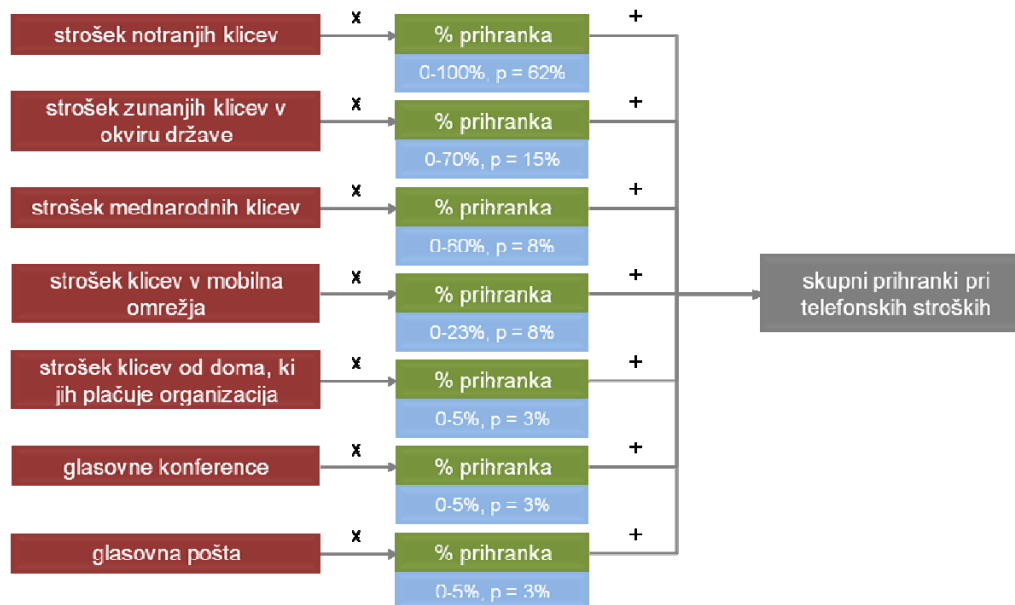 strošek notranjih klicev
x
% prihranka
+
0-100%, p = 62%
strošek zunanjih klicev v
okviru države
x
% prihranka
+
0-70%, p = 15%
strošek mednarodnih klicev
x
% prihranka
+
0-60%, p = 8%
strošek klicev v mobilna
omrežja
x
% prihranka
+
0-23%, p = 8%
strošek klicev od doma, ki
jih plačuje organizacija
x
% prihranka
+
0-5%, p = 3%
glasovne konference
x
% prihranka
+
0-5%, p = 3%
glasovna pošta
x
% prihranka
+
0-5%, p = 3%
skupni prihranki pri
telefonskih stroških